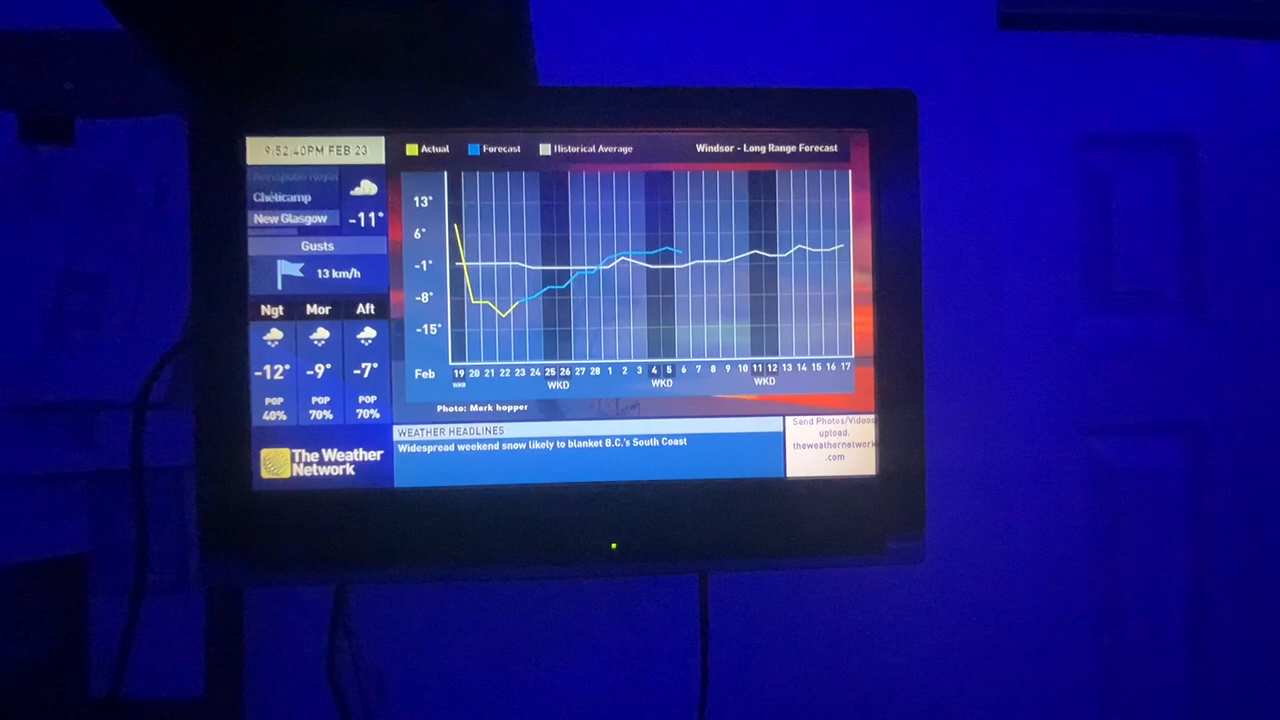 9:52:40PM FEB 23
Annapolis Royal
Chéticamp
New Glasgow
-11°
Gusts
13 km/h
Ngt Mor Aft
-12° -9° -7°
POP POP POP
40% 70% 70%
The Weather
Network
Actual Forecast Historical Average Windsor - Long Range Forecast
13°
6°
-1°
-8°
-15°
Feb 19 20 21 22 23 24 25 26 27 28 1 2 3 4 5 6 7 8 9 10 11 12 13 14 15 16 17
WKD WKD WKD WKD
Photo: Mark hopper
WEATHER HEADLINES
Widespread weekend snow likely to blanket B.C.'s South Coast
Send Photos/Videos
upload.
theweathernetwork
.com